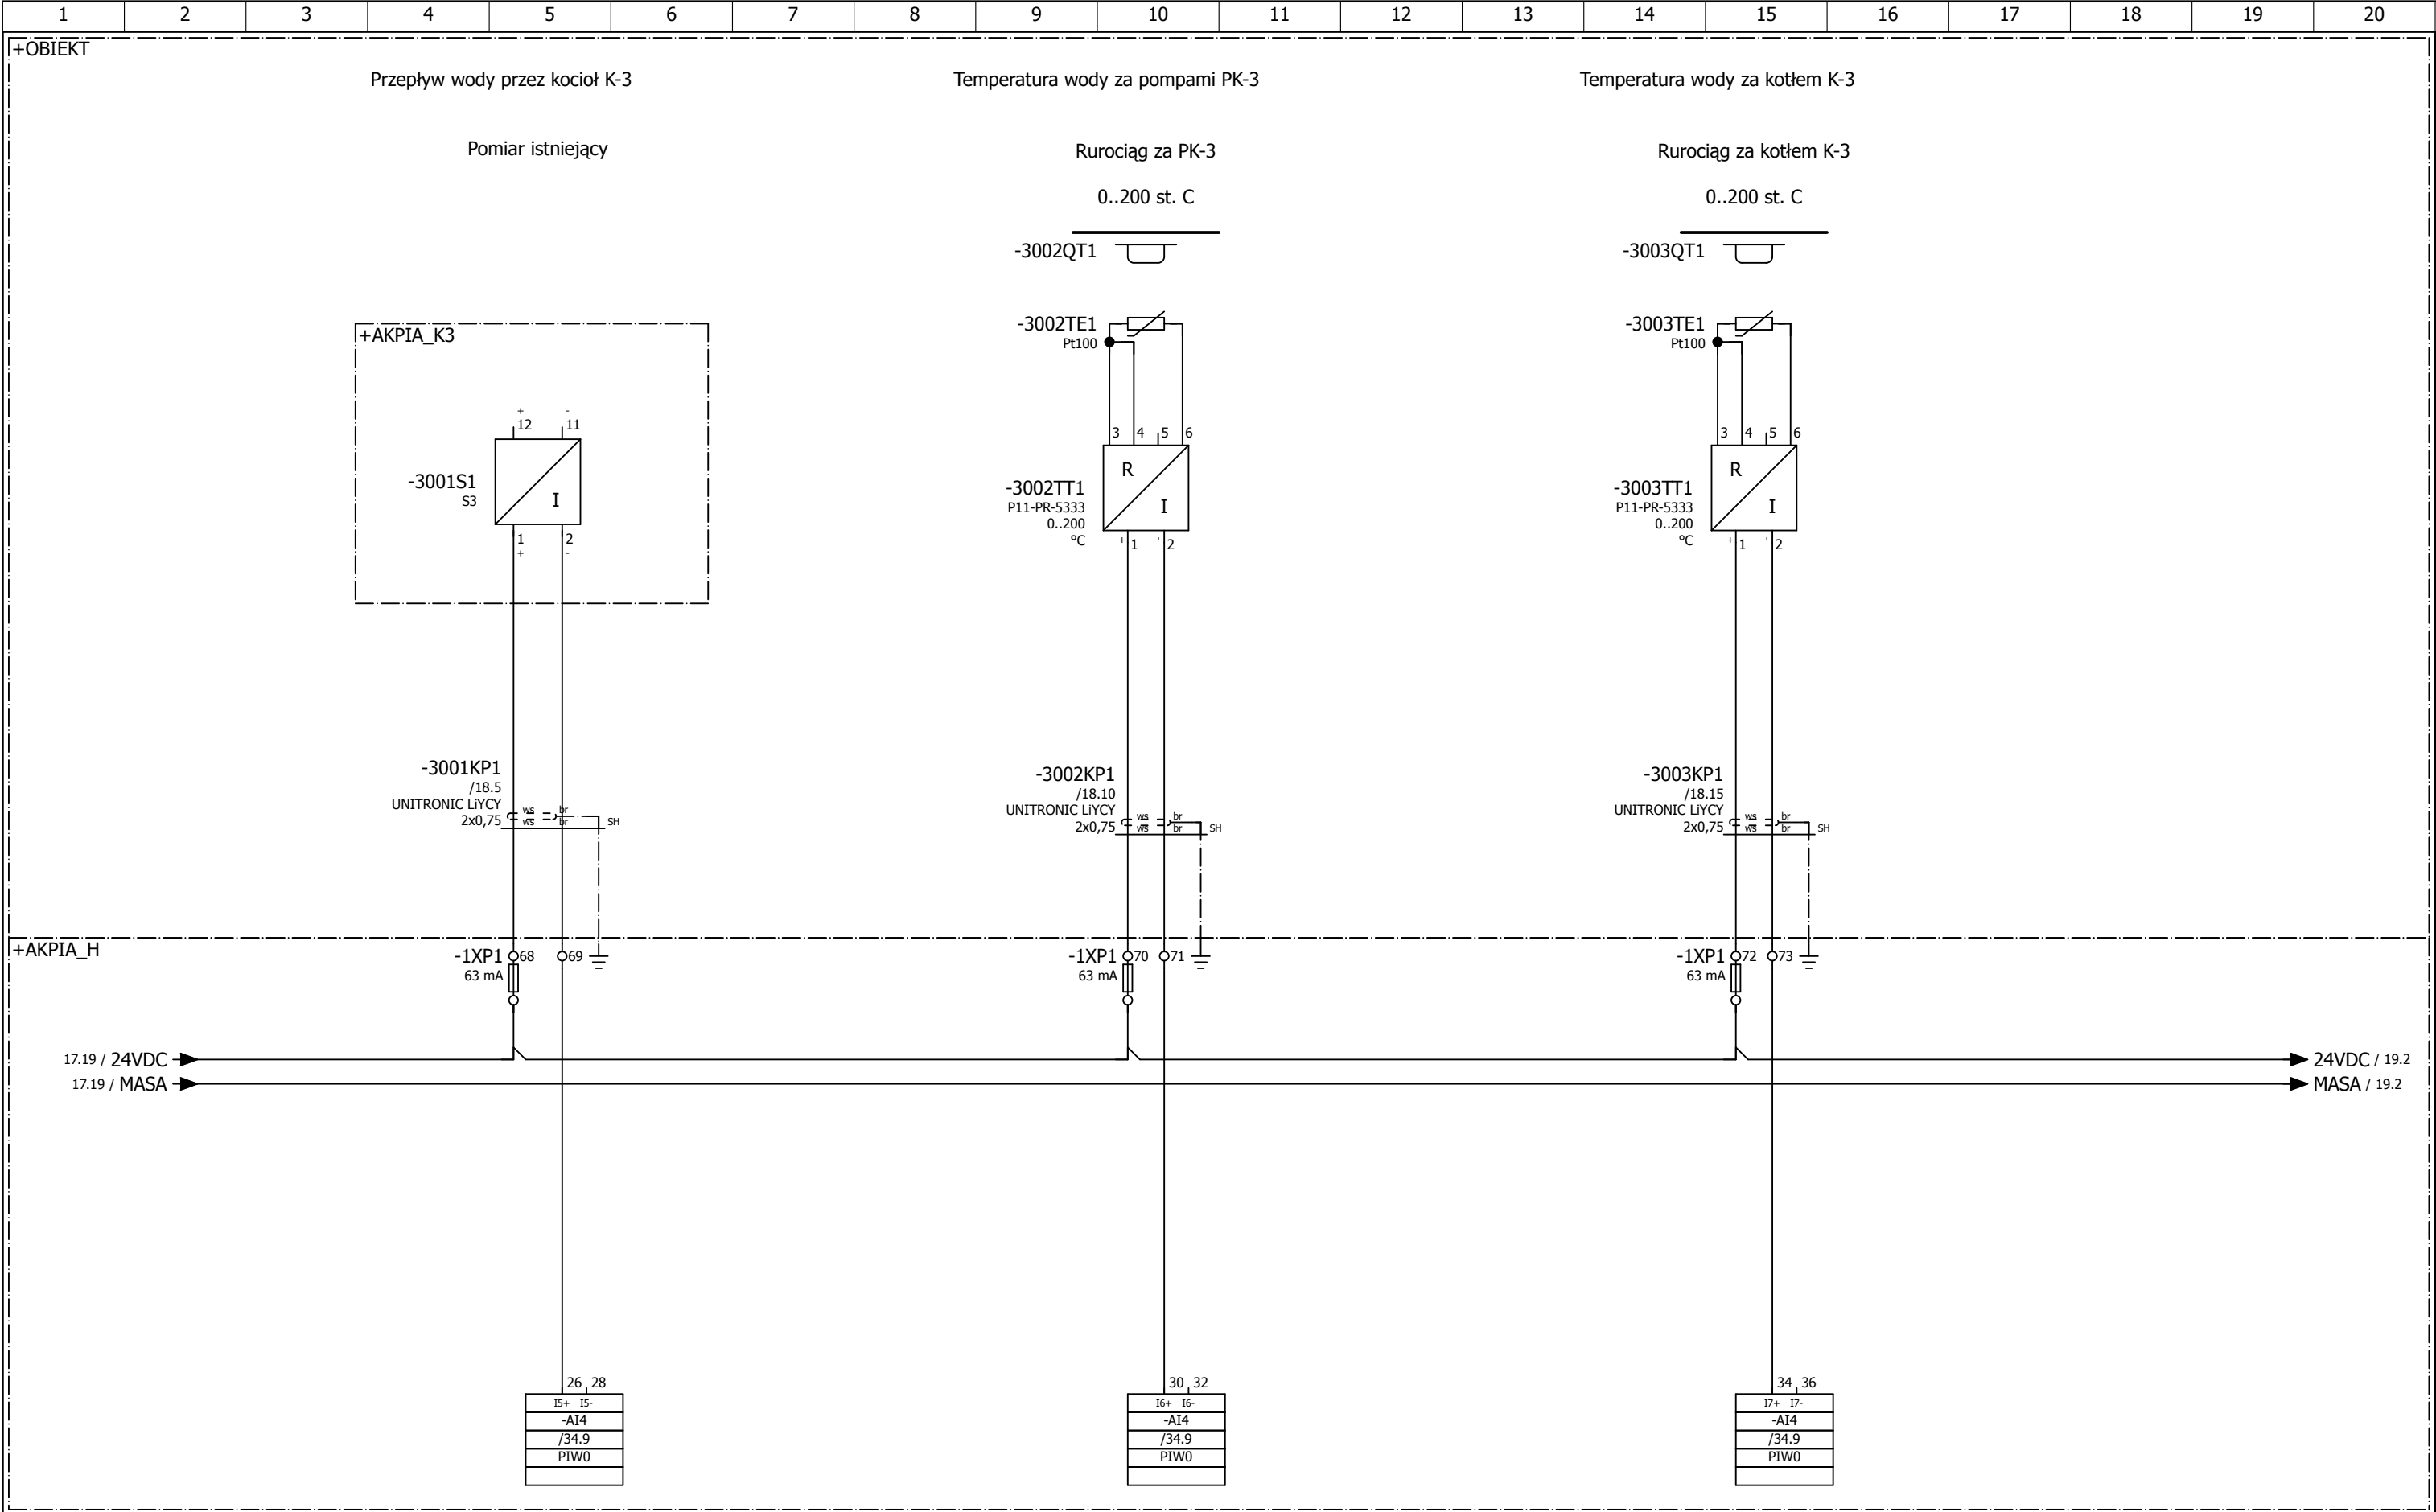 1 2 3 4 5 6 7 8 9 10 11 12 13 14 15 16 17 18 19 20
+OBIEKT
Przepływ wody przez kocioł K-3
Temperatura wody za pompami PK-3
Temperatura wody za kotłem K-3
Pomiar istniejący
Rurociąg za PK-3
Rurociąg za kotłem K-3
0..200 st. C
0..200 st. C
-3002QT1
-3003QT1
+AKPIA_K3
-3002TE1
Pt100
-3003TE1
Pt100
+ -
12 11
-3001S1
S3
I
1 2
+ -
3 4 5 6
R
I
-3002TT1
P11-PR-5333
0..200
°C
+ 1 ' 2
3 4 5 6
R
I
-3003TT1
P11-PR-5333
0..200
°C
+ 1 ' 2
-3001KP1
/18.5
UNITRONIC LiYCY
2x0,75
ws br
ws br
SH
-3002KP1
/18.10
UNITRONIC LiYCY
2x0,75
ws br
ws br
SH
-3003KP1
/18.15
UNITRONIC LiYCY
2x0,75
ws br
ws br
SH
+AKPIA_H
-1XP1 68 69
63 mA
-1XP1 70 71
63 mA
-1XP1 72 73
63 mA
17.19 / 24VDC
24VDC / 19.2
17.19 / MASA
MASA / 19.2
26 28
I5+ I5-
-AI4
/34.9
PIW0
30 32
I6+ I6-
-AI4
/34.9
PIW0
34 36
I7+ I7-
-AI4
/34.9
PIW0